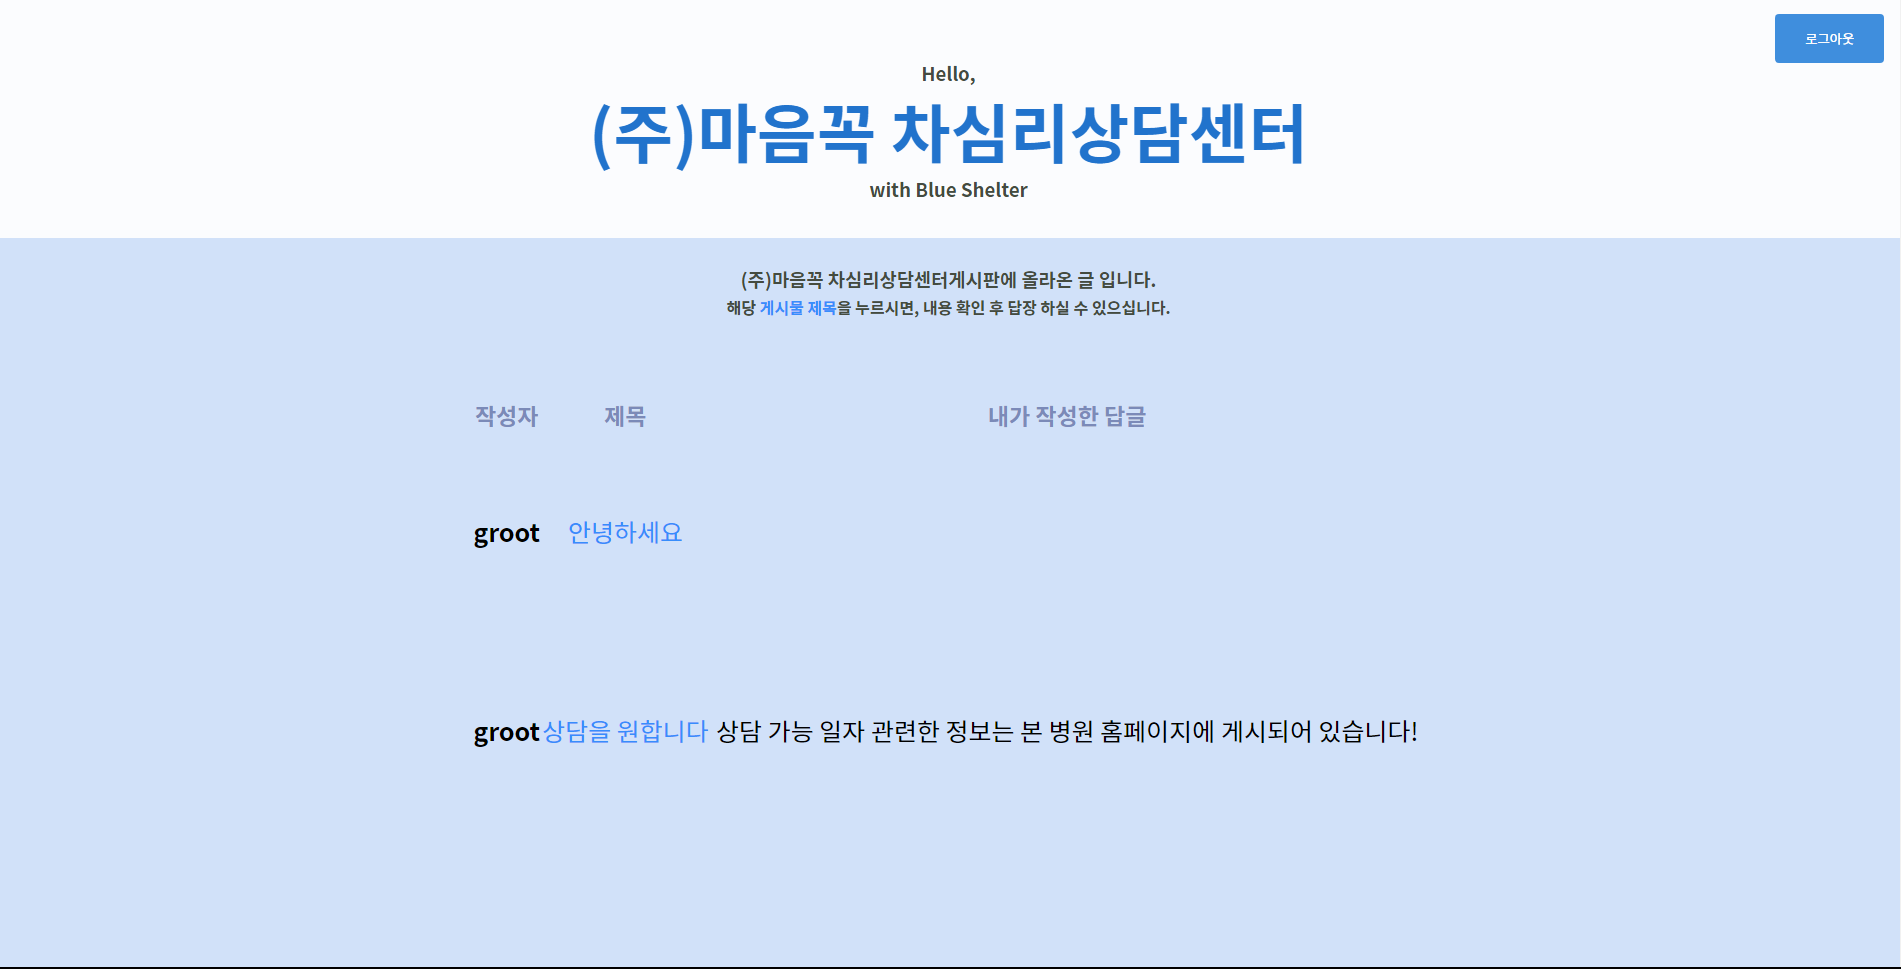 로그아웃
Hello,
(주)마음꼭 차심리상담센터
with Blue Shelter
(주)마음꼭 차심리상담센터게시판에 올라온 글 입니다.
해당 게시물 제목을 누르시면, 내용 확인 후 답장 하실 수 있으십니다.
작성자 제목 내가 작성한 답글
groot 안녕하세요
groot 상담을 원합니다 상담 가능 일자 관련한 정보는 본 병원 홈페이지에 게시되어 있습니다!